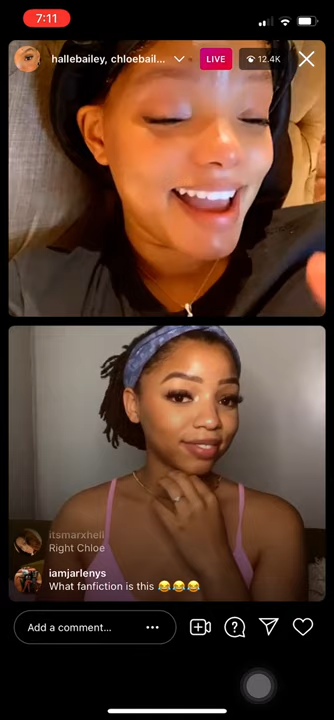 7:11
hallebailey, chloebail...
LIVE
12.4K
itsmarxhell
Right Chloe
iamjarlenys
What fanfiction is this 😂😂😂
Add a comment...